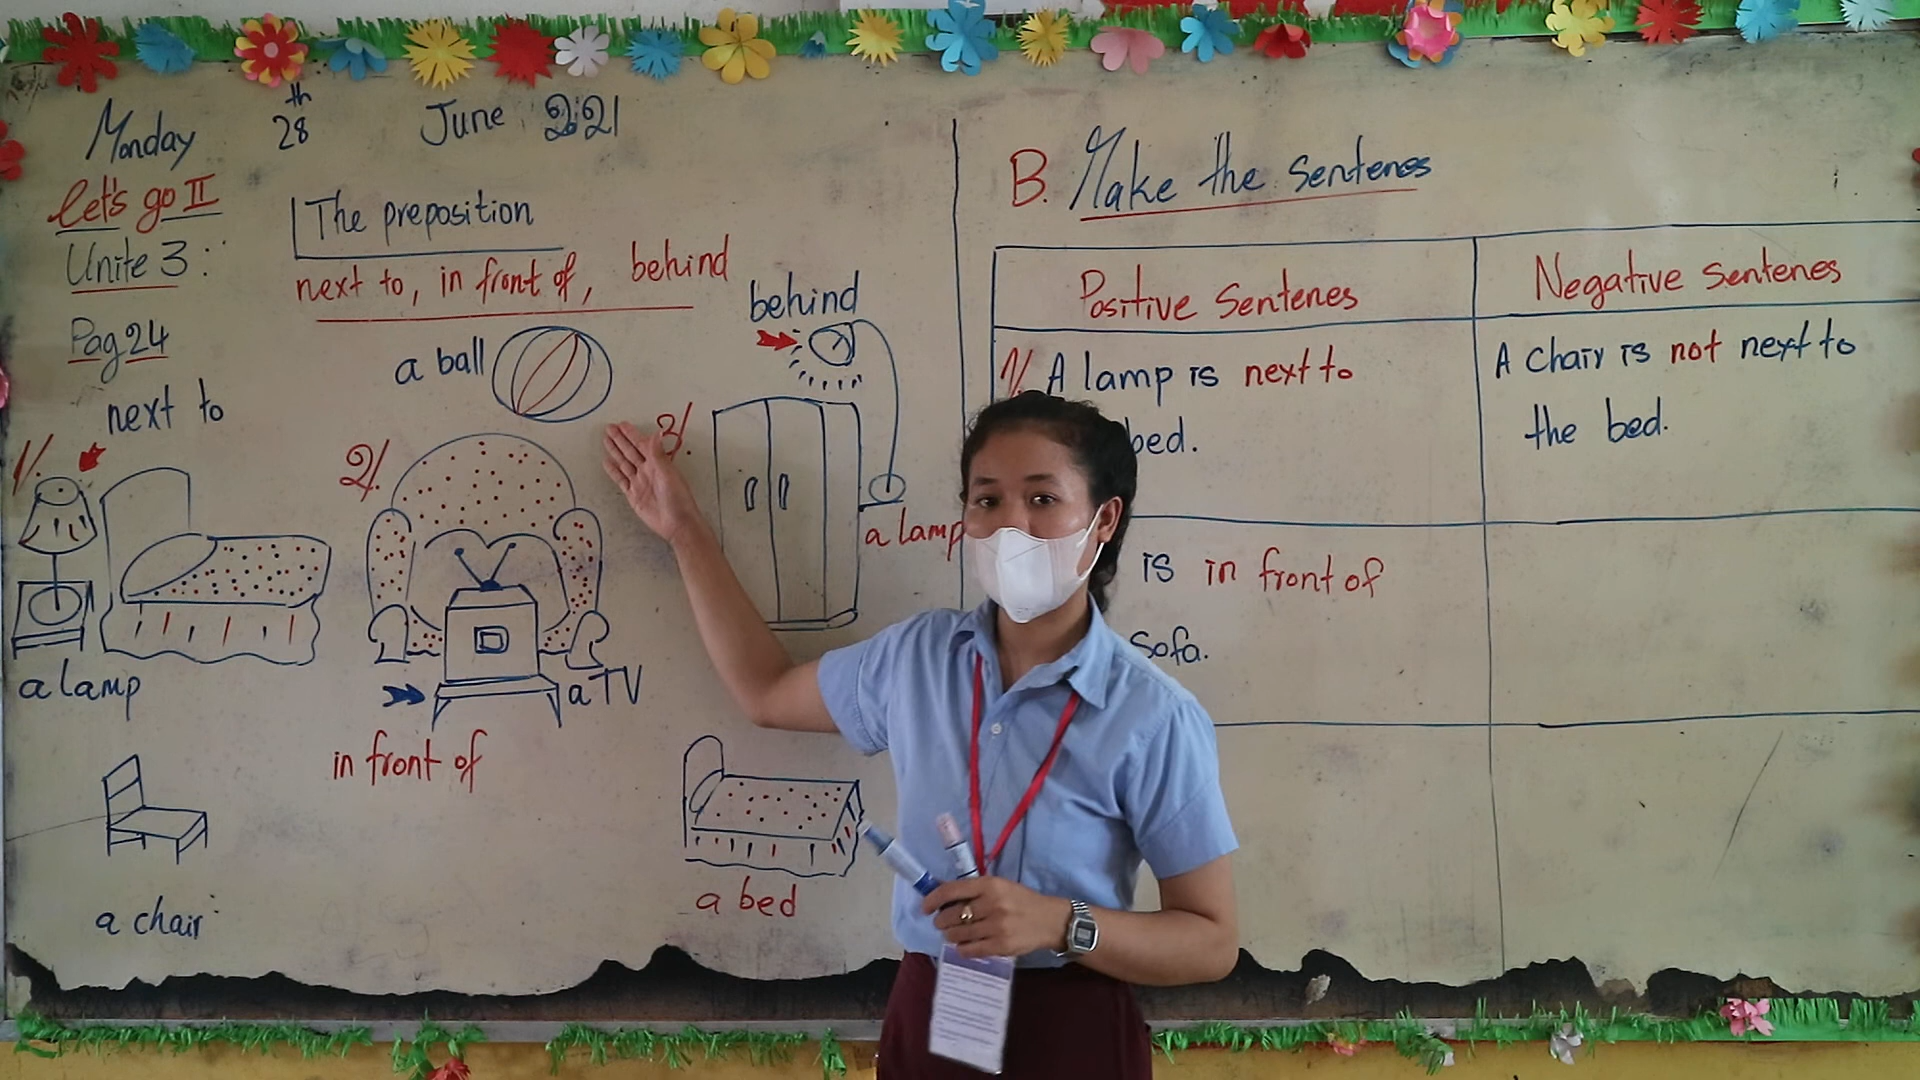 Monday 28th June 2021
Let's go II
Unite 3:
Pag 24
The preposition
next to, in front of, behind
next to
a ball
behind
1/.
2/.
3/.
a lamp
a TV
a lamp
in front of
a chair
a bed
B. Make the Sentenes
Positive Sentenes
Negative Sentenes
1/. A lamp is next to
bed.
A chair is not next to
the bed.
is in front of
Sofa.